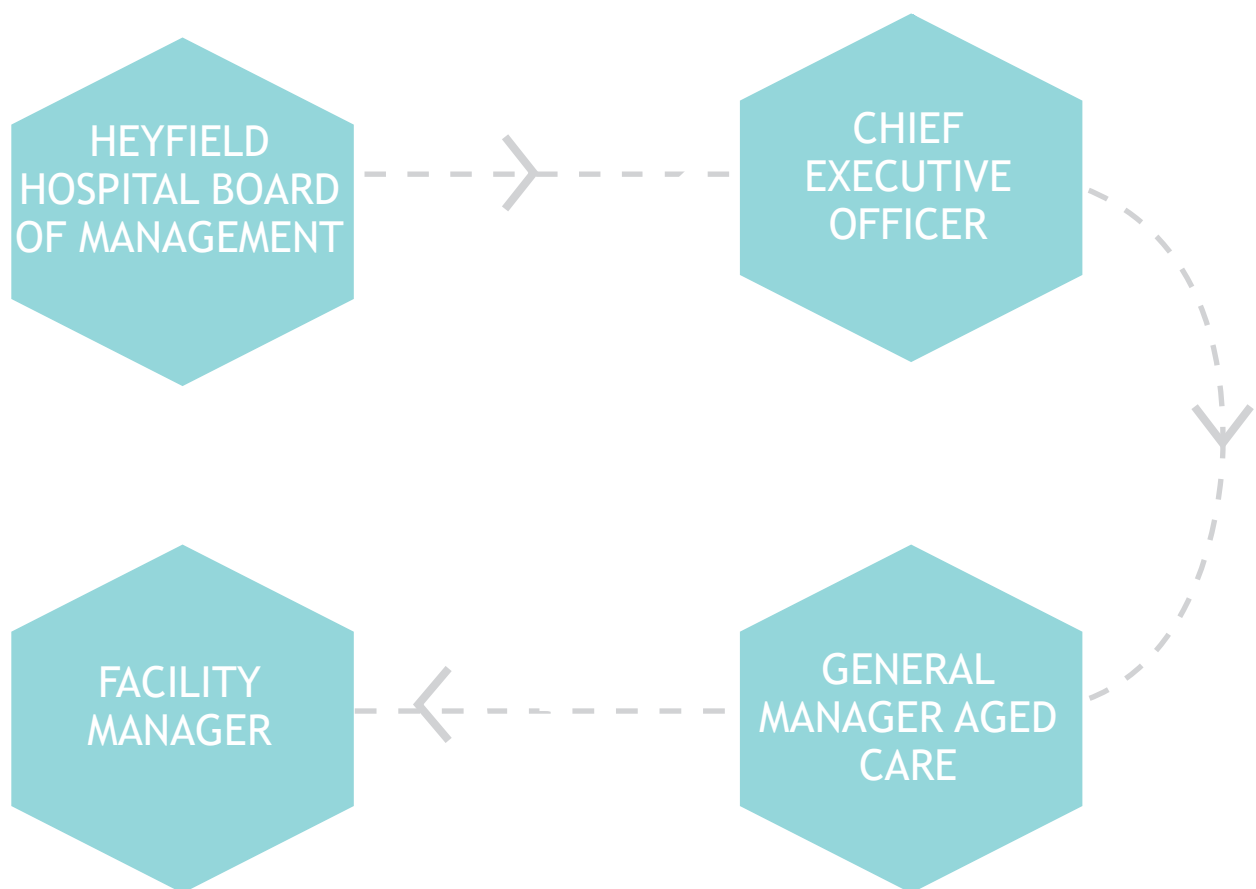 HEYFIELD
HOSPITAL BOARD
OF MANAGEMENT
CHIEF
EXECUTIVE
OFFICER
GENERAL
MANAGER AGED
CARE
FACILITY
MANAGER